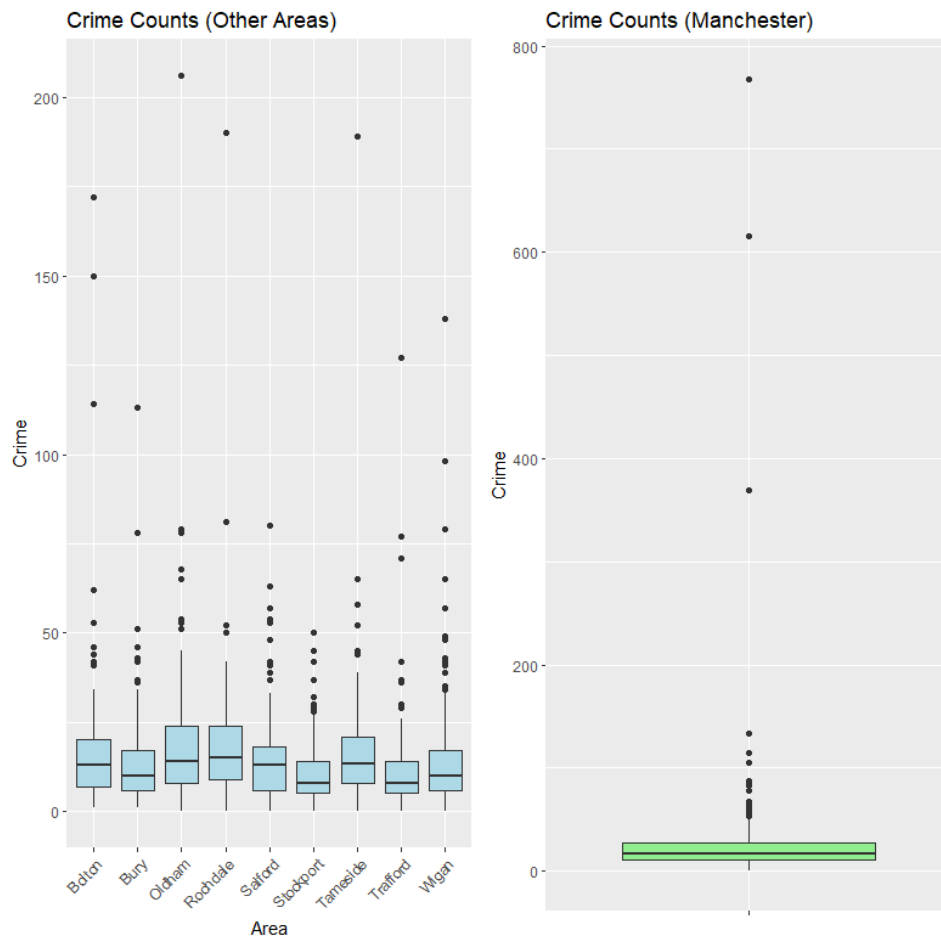 Crime Counts (Other Areas)
200
150
100
50
0
Crime
Bolton
Bury
Oldham
Rochdale
Salford
Stockport
Tameside
Trafford
Wigan
Area
Crime Counts (Manchester)
800
600
400
200
0
Crime